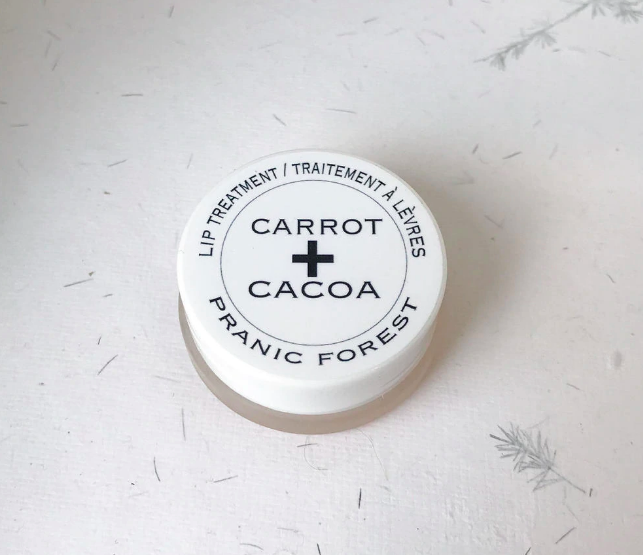 LIP TREATMENT / TRAITEMENT À LÈVRES
CARROT
+
CACOA
PRANIC FOREST